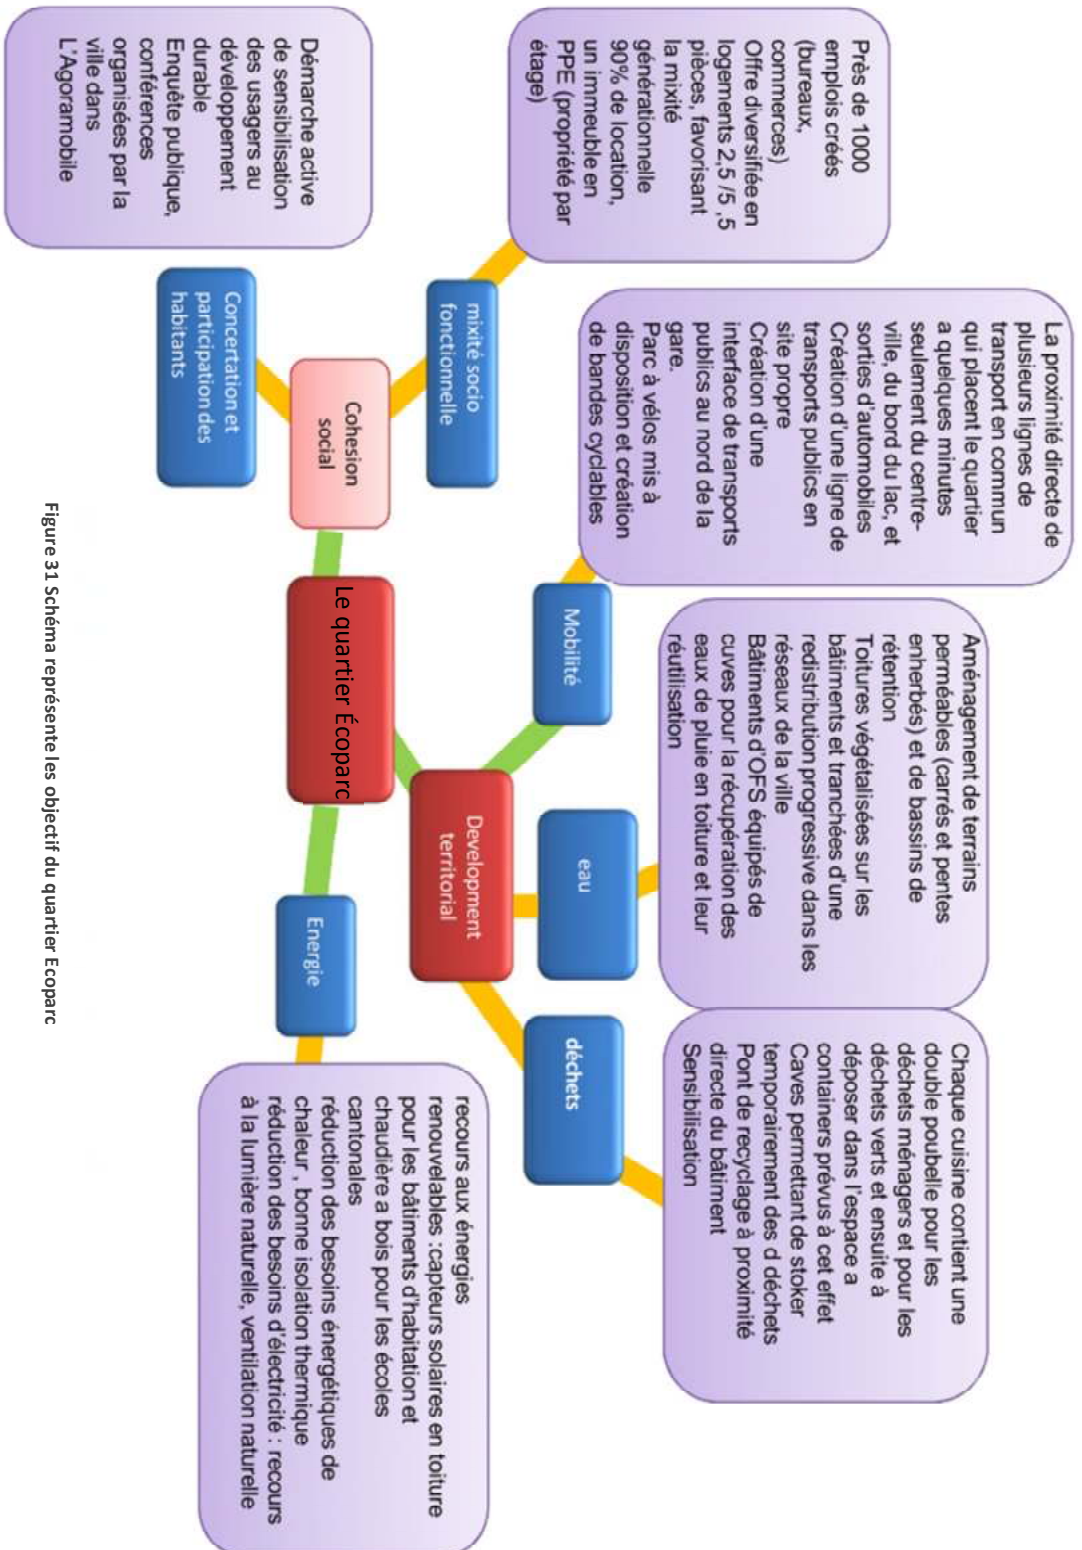 Près de 1000
emplois créés
(bureaux,
commerces)
Offre diversifiée en
logements 2,5 /5 ,5
pièces, favorisant
la mixité
générationnelle
90% de location,
un immeuble en
PPE (propriété par
étage)
La proximité directe de
plusieurs lignes de
transport en commun
qui placent le quartier
a quelques minutes
seulement du centre-
ville, du bord du lac, et
sorties d'automobiles
Création d'une ligne de
transports publics en
site propre
Création d'une
interface de transports
publics au nord de la
gare.
Parc à vélos mis à
disposition et création
de bandes cyclables
Aménagement de terrains
perméables (carrés et pentes
enherbés) et de bassins de
rétention
Toitures végétalisées sur les
bâtiments et tranchées d'une
redistribution progressive dans les
réseaux de la ville
Bâtiments d'OFS équipés de
cuves pour la récupération des
eaux de pluie en toiture et leur
réutilisation
Chaque cuisine contient une
double poubelle pour les
déchets ménagers et pour les
déchets verts et ensuite à
déposer dans l'espace a
containers prévus à cet effet
Caves permettant de stoker
temporairement des d déchets
Pont de recyclage à proximité
directe du bâtiment
Sensibilisation
mixité socio
fonctionnelle
Mobilité
eau
déchets
Démarche active
de sensibilisation
des usagers au
développement
durable
Enquête publique,
conférences
organisées par la
ville dans
L'Agoramobile
Concertation et
participation des
habitants
Cohesion
social
Le quartier Écoparc
Development
territorial
Energie
recours aux énergies
renouvelables :capteurs solaires en toiture
pour les bâtiments d'habitation et
chaudière a bois pour les écoles
cantonales
réduction des besoins énergétiques de
chaleur , bonne isolation thermique
réduction des besoins d'électricité : recours
à la lumière naturelle, ventilation naturelle
Figure 31 Schéma représente les objectif du quartier Ecoparc